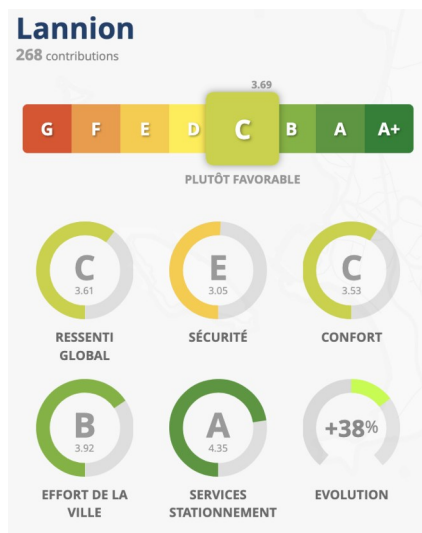 Lannion
268 contributions
3.69
G F E D C B A A+
PLUTÔT FAVORABLE
C
3.61
RESSENTI
GLOBAL
E
3.05
SÉCURITÉ
C
3.53
CONFORT
B
3.92
EFFORT DE LA
VILLE
A
4.35
SERVICES
STATIONNEMENT
+38%
EVOLUTION